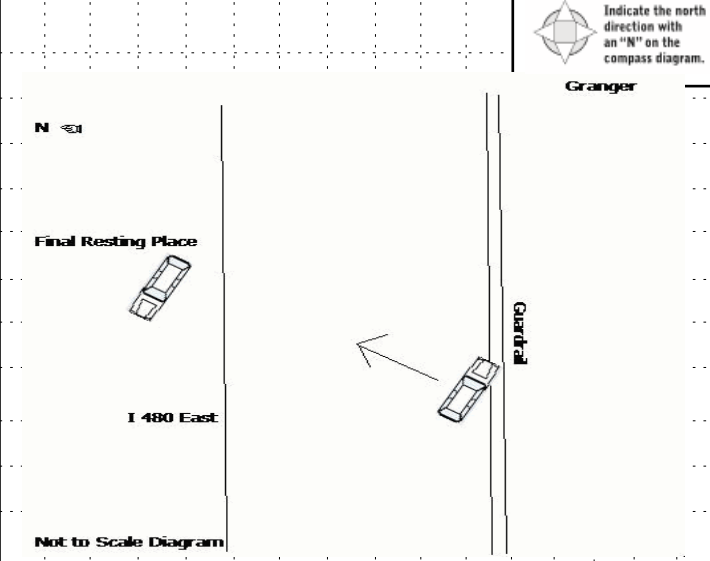 Indicate the north
direction with
an "N" on the
compass diagram.
Granger
N
Final Resting Place
Guardrail
I 480 East
Not to Scale Diagram